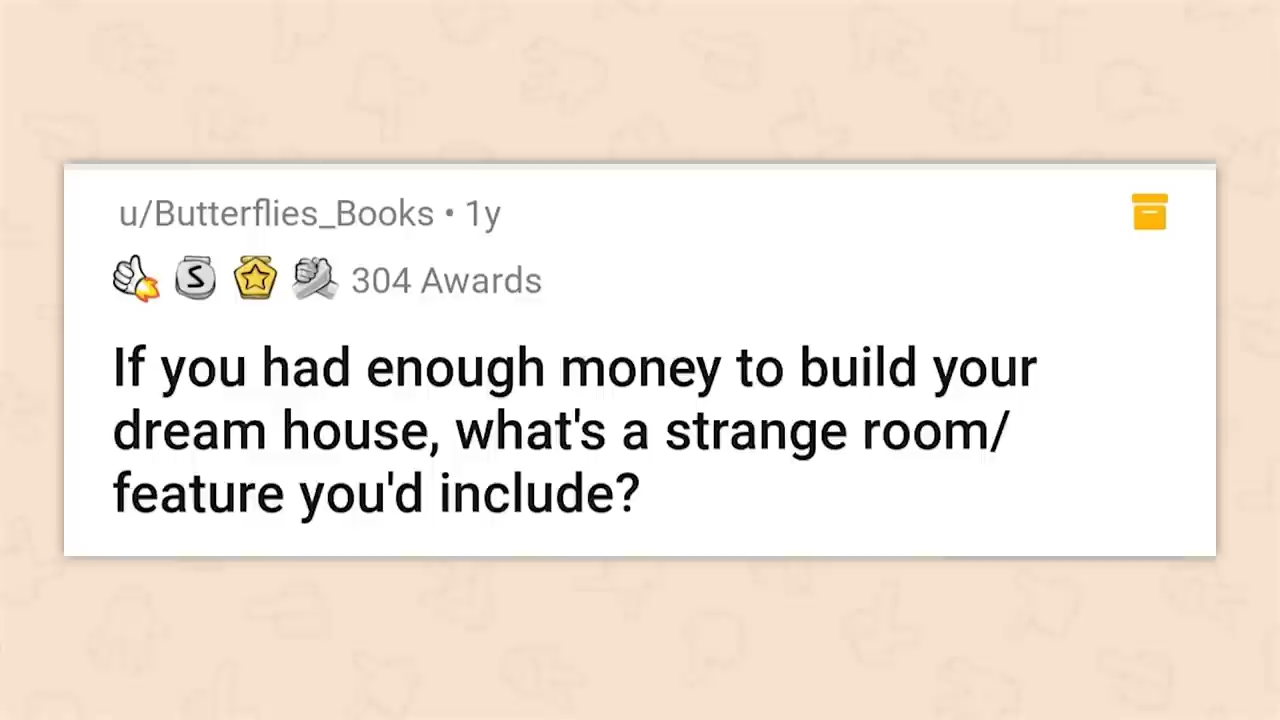 u/Butterflies_Books • 1y
S 304 Awards
If you had enough money to build your
dream house, what's a strange room/
feature you'd include?